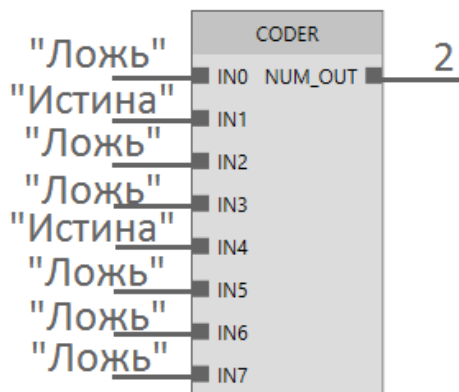 CODER
"Ложь" IN0 NUM_OUT 2
"Истина" IN1
"Ложь" IN2
"Ложь" IN3
"Истина" IN4
"Ложь" IN5
"Ложь" IN6
"Ложь" IN7